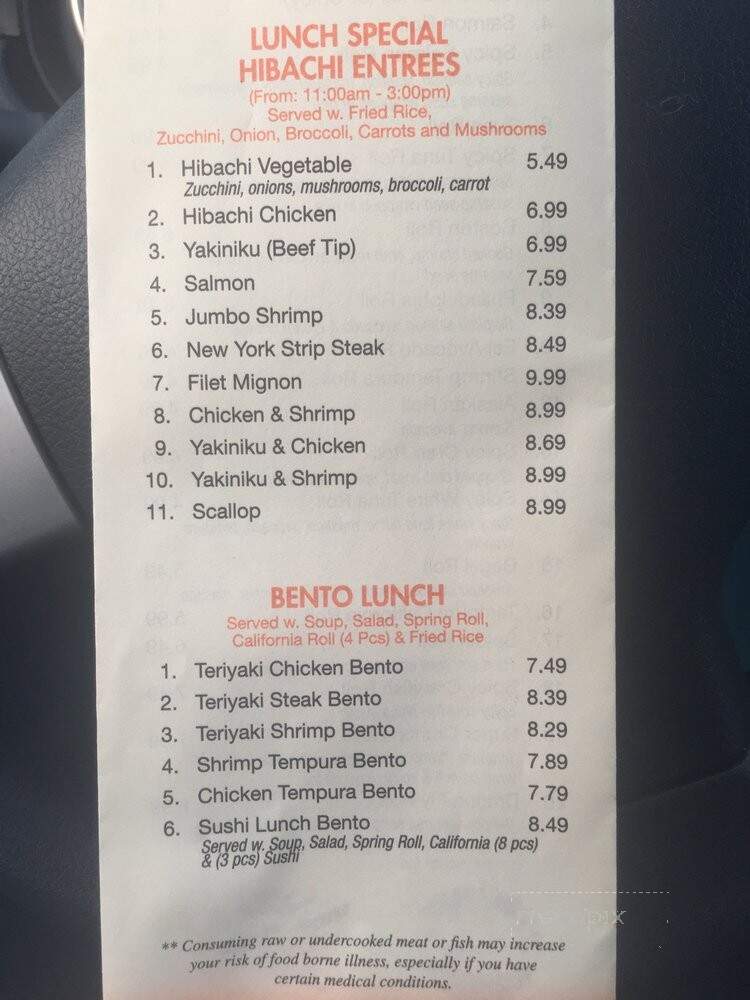 LUNCH SPECIAL
HIBACHI ENTREES
(From: 11:00am - 3:00pm)
Served w. Fried Rice,
Zucchini, Onion, Broccoli, Carrots and Mushrooms
1. Hibachi Vegetable 5.49
Zucchini, onions, mushrooms, broccoli, carrot
2. Hibachi Chicken 6.99
3. Yakiniku (Beef Tip) 6.99
4. Salmon 7.59
5. Jumbo Shrimp 8.39
6. New York Strip Steak 8.49
7. Filet Mignon 9.99
8. Chicken & Shrimp 8.99
9. Yakiniku & Chicken 8.69
10. Yakiniku & Shrimp 8.99
11. Scallop 8.99
BENTO LUNCH
Served w. Soup, Salad, Spring Roll,
California Roll (4 Pcs) & Fried Rice
1. Teriyaki Chicken Bento 7.49
2. Teriyaki Steak Bento 8.39
3. Teriyaki Shrimp Bento 8.29
4. Shrimp Tempura Bento 7.89
5. Chicken Tempura Bento 7.79
6. Sushi Lunch Bento 8.49
Served w. Soup, Salad, Spring Roll, California (8 pcs)
& (3 pcs) Sushi
** Consuming raw or undercooked meat or fish may increase
your risk of food borne illness, especially if you have
certain medical conditions.